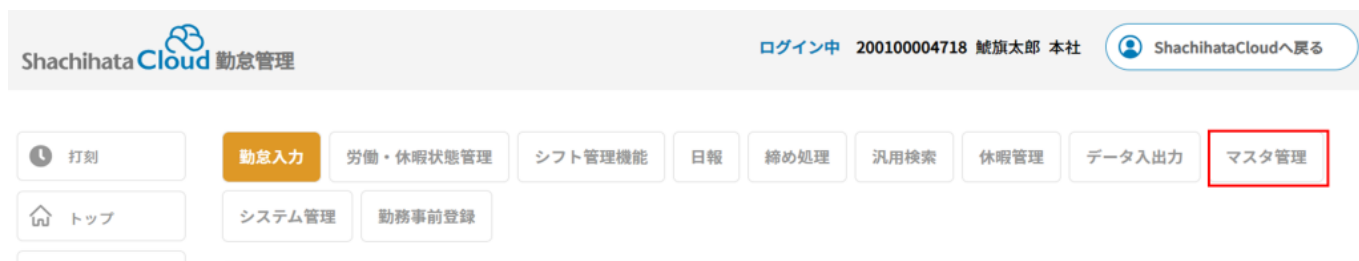 Shachihata Cloud 勤怠管理
ログイン中 200100004718 鯱旗太郎 本社
ShachihataCloudへ戻る
打刻
勤怠入力 労働・休暇状態管理 シフト管理機能 日報 締め処理 汎用検索 休暇管理 データ入出力 マスタ管理
トップ
システム管理 勤務事前登録